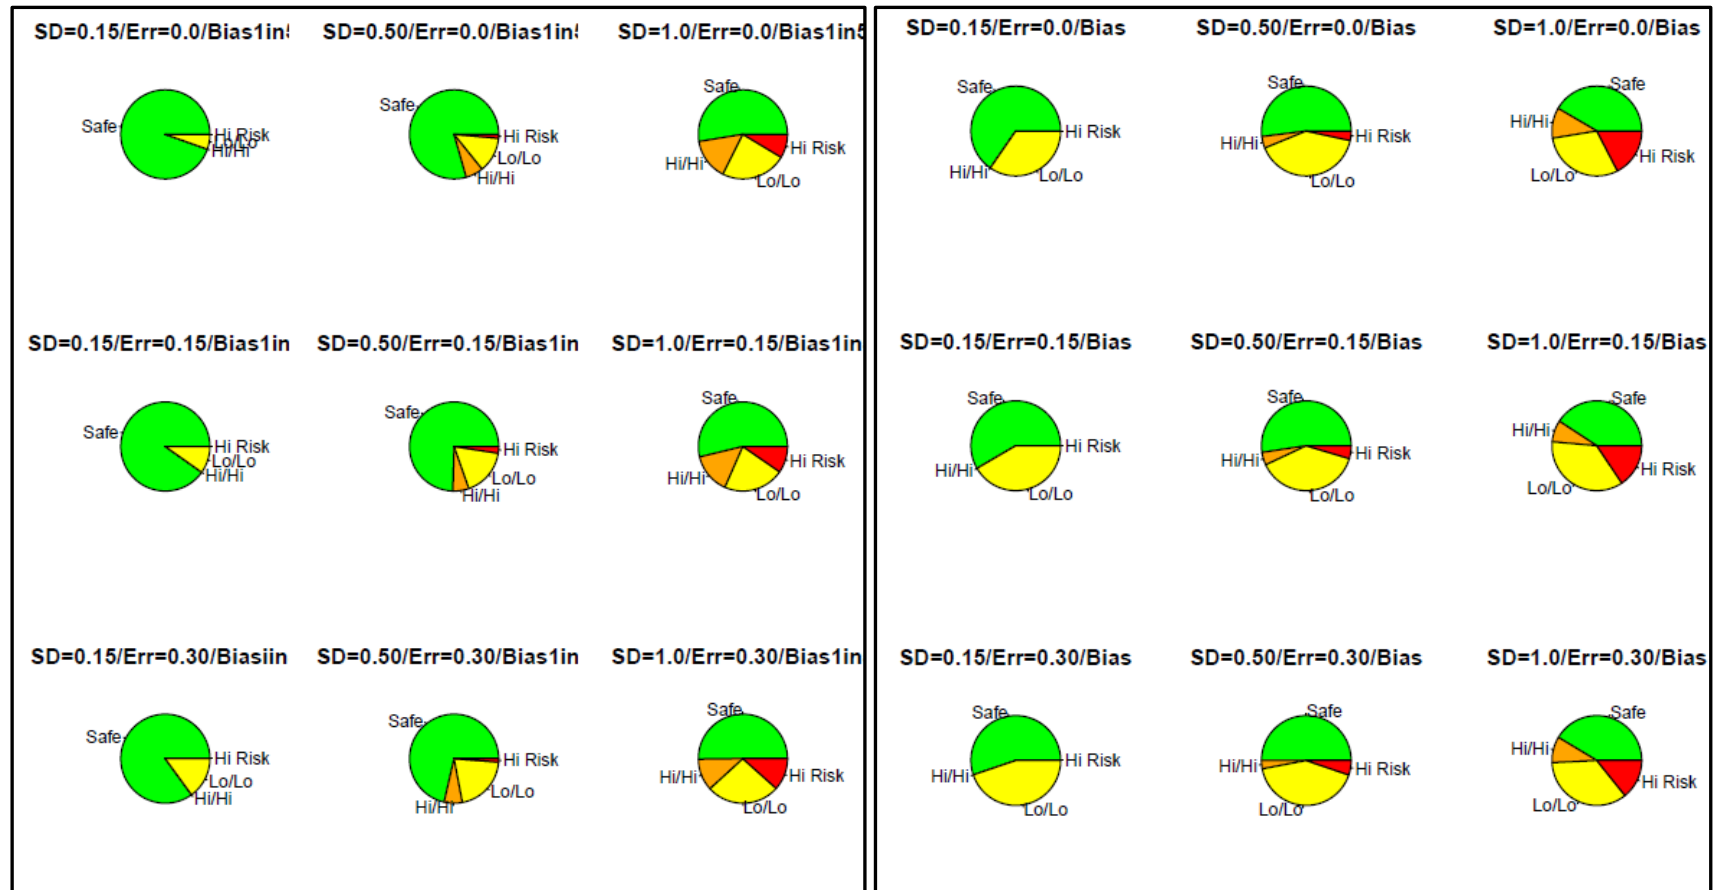 SD=0.15/Err=0.0/Bias1in5
SD=0.50/Err=0.0/Bias1in5
SD=1.0/Err=0.0/Bias1in5
Safe
Hi Risk
Lo/Lo
Hi/Hi
Safe
Hi Risk
Lo/Lo
Hi/Hi
Safe
Hi Risk
Hi/Hi
Lo/Lo
SD=0.15/Err=0.15/Bias1in
SD=0.50/Err=0.15/Bias1in
SD=1.0/Err=0.15/Bias1in
Safe
Hi Risk
Lo/Lo
Hi/Hi
Safe
Hi Risk
Lo/Lo
Hi/Hi
Safe
Hi Risk
Hi/Hi
Lo/Lo
SD=0.15/Err=0.30/Biasiin
SD=0.50/Err=0.30/Bias1in
SD=1.0/Err=0.30/Bias1in
Safe
Hi Risk
Lo/Lo
Hi/Hi
Safe
Hi Risk
Lo/Lo
Hi/Hi
Safe
Hi Risk
Hi/Hi
Lo/Lo
SD=0.15/Err=0.0/Bias
SD=0.50/Err=0.0/Bias
SD=1.0/Err=0.0/Bias
Safe
Hi Risk
Hi/Hi
Lo/Lo
Safe
Hi Risk
Hi/Hi
Lo/Lo
Safe
Hi/Hi
Hi Risk
Lo/Lo
SD=0.15/Err=0.15/Bias
SD=0.50/Err=0.15/Bias
SD=1.0/Err=0.15/Bias
Safe
Hi Risk
Hi/Hi
Lo/Lo
Safe
Hi Risk
Hi/Hi
Lo/Lo
Safe
Hi/Hi
Hi Risk
Lo/Lo
SD=0.15/Err=0.30/Bias
SD=0.50/Err=0.30/Bias
SD=1.0/Err=0.30/Bias
Safe
Hi Risk
Hi/Hi
Lo/Lo
Safe
Hi/Hi
Hi Risk
Lo/Lo
Safe
Hi/Hi
Hi Risk
Lo/Lo